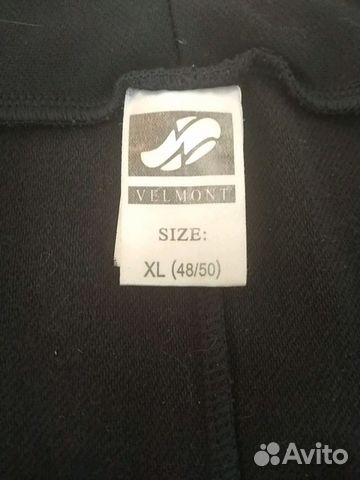 VELMONT
SIZE:
XL (48/50)
Avito